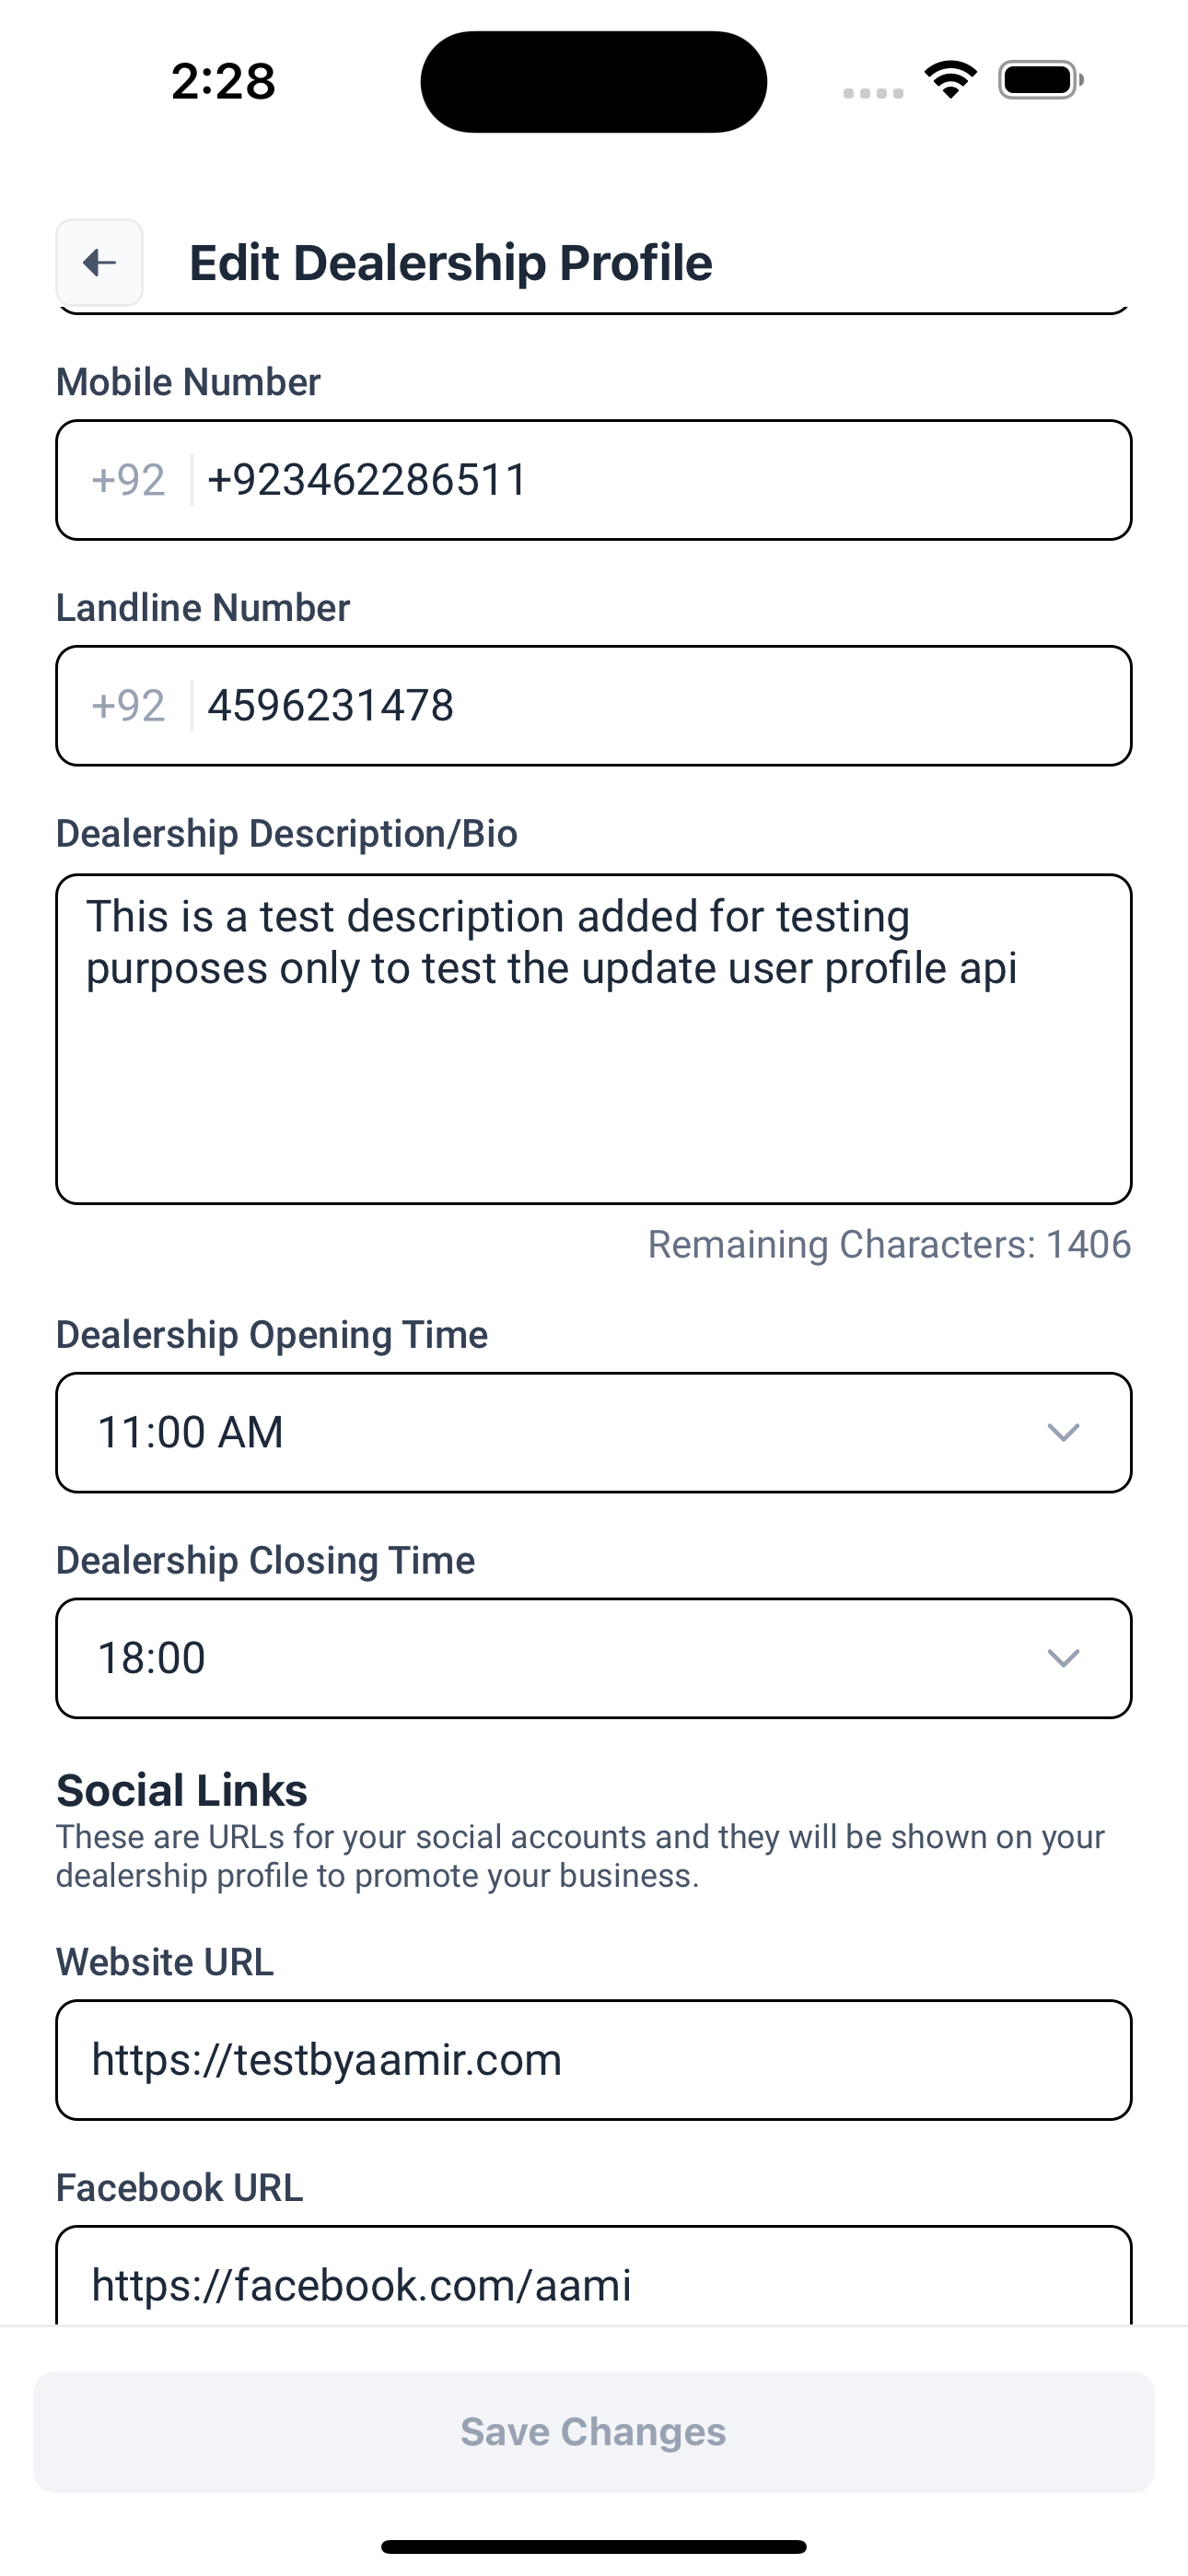 2:28
Edit Dealership Profile
Mobile Number
+92 +923462286511
Landline Number
+92 4596231478
Dealership Description/Bio
This is a test description added for testing
purposes only to test the update user profile api
Remaining Characters: 1406
Dealership Opening Time
11:00 AM
Dealership Closing Time
18:00
Social Links
These are URLs for your social accounts and they will be shown on your
dealership profile to promote your business.
Website URL
https://testbyaamir.com
Facebook URL
https://facebook.com/aami
Save Changes